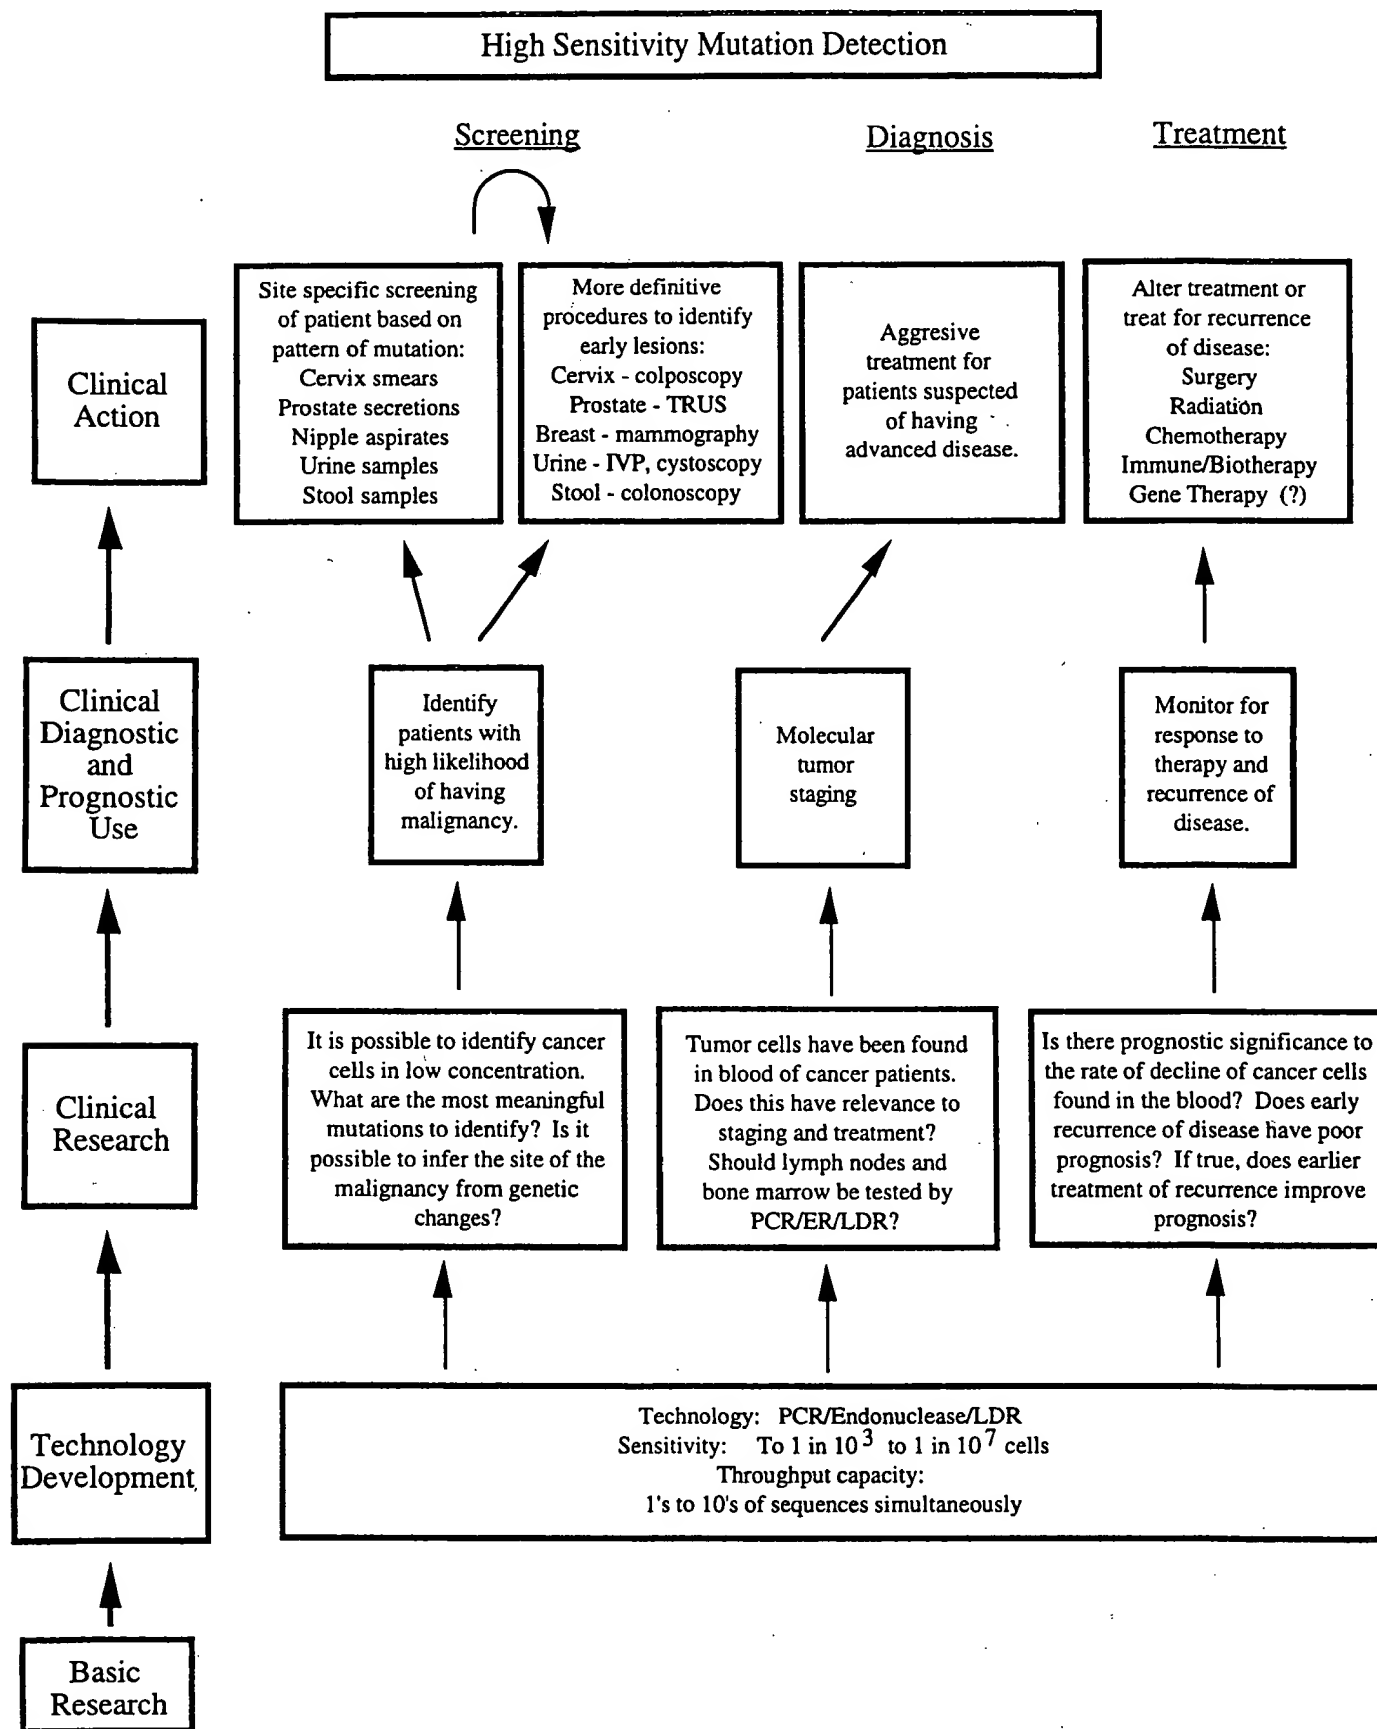 High Sensitivity Mutation Detection
Screening
Diagnosis
Treatment
Clinical
Action
Site specific screening
of patient based on
pattern of mutation:
Cervix smears
Prostate secretions
Nipple aspirates
Urine samples
Stool samples
More definitive
procedures to identify
early lesions:
Cervix - colposcopy
Prostate - TRUS
Breast - mammography
Urine - IVP, cystoscopy
Stool - colonoscopy
Aggresive
treatment for
patients suspected
of having
advanced disease.
Alter treatment or
treat for recurrence
of disease:
Surgery
Radiation
Chemotherapy
Immune/Biotherapy
Gene Therapy (?)
Clinical
Diagnostic
and
Prognostic
Use
Identify
patients with
high likelihood
of having
malignancy.
Molecular
tumor
staging
Monitor for
response to
therapy and
recurrence of
disease.
Clinical
Research
It is possible to identify cancer
cells in low concentration.
What are the most meaningful
mutations to identify? Is it
possible to infer the site of the
malignancy from genetic
changes?
Tumor cells have been found
in blood of cancer patients.
Does this have relevance to
staging and treatment?
Should lymph nodes and
bone marrow be tested by
PCR/ER/LDR?
Is there prognostic significance to
the rate of decline of cancer cells
found in the blood? Does early
recurrence of disease have poor
prognosis? If true, does earlier
treatment of recurrence improve
prognosis?
Technology
Development
Technology: PCR/Endonuclease/LDR
Sensitivity: To 1 in 10³ to 1 in 10⁷ cells
Throughput capacity:
1's to 10's of sequences simultaneously
Basic
Research